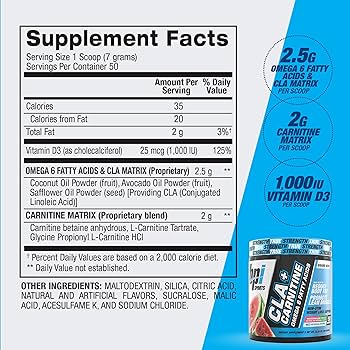 Supplement Facts
Serving Size 1 Scoop (7 grams)
Servings Per Container 50
Amount Per Serving % Daily Value*
Calories 35
Calories from Fat 20
Total Fat 2 g 3%†
Vitamin D3 (as cholecalciferol) 25 mcg (1,000 IU) 125%
OMEGA 6 FATTY ACIDS & CLA MATRIX (Proprietary) 2.5 g **
Coconut Oil Powder (fruit), Avocado Oil Powder (fruit),
Safflower Oil Powder (seed) [Providing CLA (Conjugated
Linoleic Acid)]
CARNITINE MATRIX (Proprietary blend) 2 g **
Carnitine betaine anhydrous, L-Carnitine Tartrate,
Glycine Propionyl L-Carnitine HCl
† Percent Daily Values are based on a 2,000 calorie diet.
** Daily Value not established.
OTHER INGREDIENTS: MALTODEXTRIN, SILICA, CITRIC ACID,
NATURAL AND ARTIFICIAL FLAVORS, SUCRALOSE, MALIC
ACID, ACESULFAME K, AND SODIUM CHLORIDE.
2.5G
OMEGA 6 FATTY
ACIDS &
CLA MATRIX
PER SCOOP
2G
CARNITINE
MATRIX
PER SCOOP
1,000IU
VITAMIN D3
PER SCOOP
STRENGTH
bpi
SPORTS
CLA+
CARNITINE